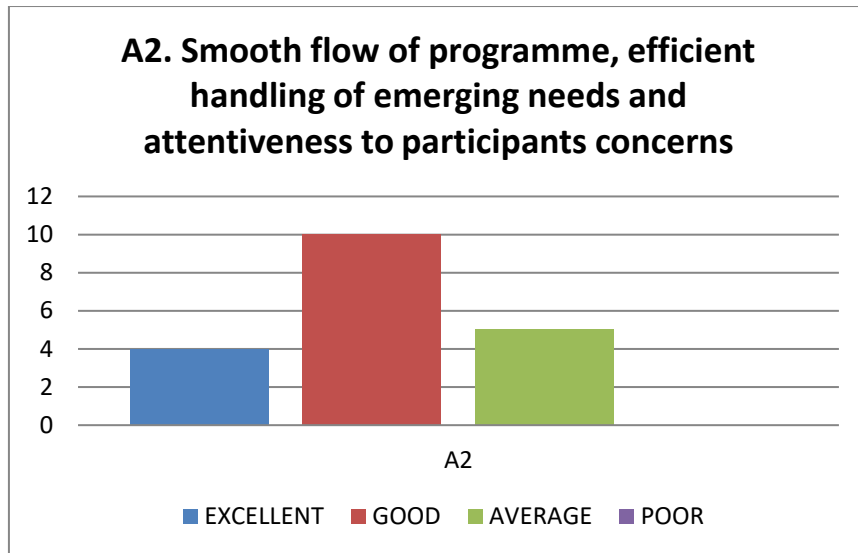 A2. Smooth flow of programme, efficient
handling of emerging needs and
attentiveness to participants concerns
12
10
8
6
4
2
0
A2
EXCELLENT GOOD AVERAGE POOR